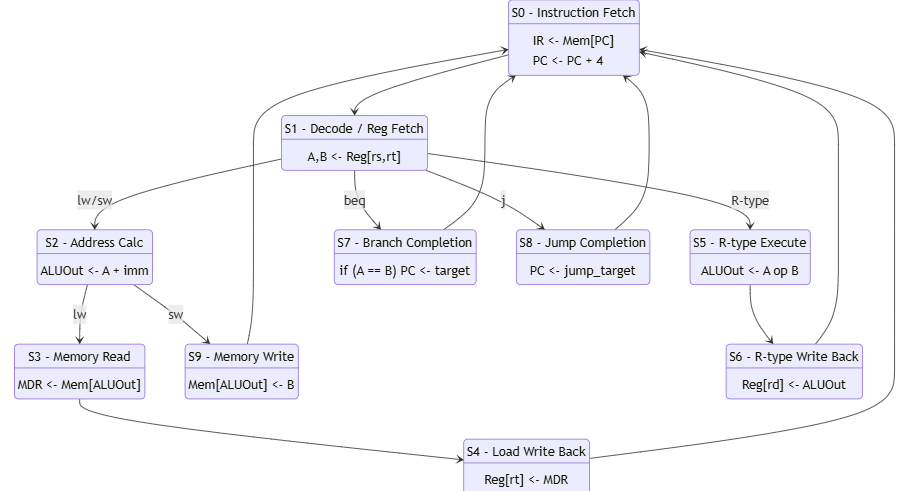 S0 - Instruction Fetch
IR <- Mem[PC]
PC <- PC + 4
S1 - Decode / Reg Fetch
A,B <- Reg[rs,rt]
lw/sw
beq
j
R-type
S2 - Address Calc
ALUOut <- A + imm
S7 - Branch Completion
if (A == B) PC <- target
S8 - Jump Completion
PC <- jump_target
S5 - R-type Execute
ALUOut <- A op B
lw
sw
S3 - Memory Read
MDR <- Mem[ALUOut]
S9 - Memory Write
Mem[ALUOut] <- B
S6 - R-type Write Back
Reg[rd] <- ALUOut
S4 - Load Write Back
Reg[rt] <- MDR